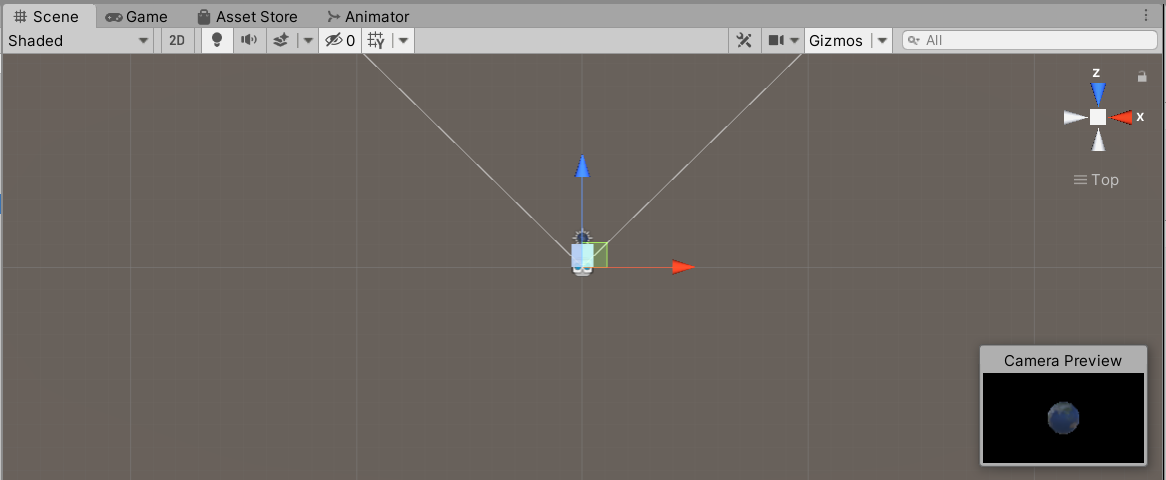 Scene Game Asset Store Animator
Shaded 2D 0 Gizmos All
z
x
Top
Camera Preview